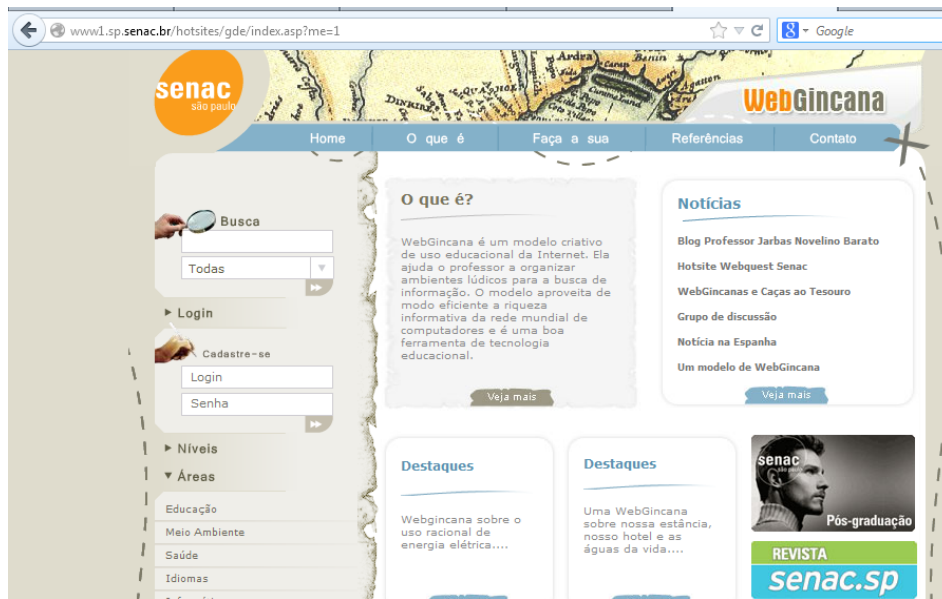 www1.sp.senac.br/hotsites/gde/index.asp?me=1
Google
senac
são paulo
WebGincana
Home
O que é
Faça a sua
Referências
Contato
Busca
Todas
Login
Cadastre-se
Login
Senha
Níveis
Áreas
Educação
Meio Ambiente
Saúde
Idiomas
O que é?
WebGincana é um modelo criativo
de uso educacional da Internet. Ela
ajuda o professor a organizar
ambientes lúdicos para a busca de
informação. O modelo aproveita de
modo eficiente a riqueza
informativa da rede mundial de
computadores e é uma boa
ferramenta de tecnologia
educacional.
Veja mais
Notícias
Blog Professor Jarbas Novelino Barato
Hotsite Webquest Senac
WebGincanas e Caças ao Tesouro
Grupo de discussão
Notícia na Espanha
Um modelo de WebGincana
Veja mais
Destaques
Webgincana sobre o
uso racional de
energia elétrica....
Destaques
Uma WebGincana
sobre nossa estância,
nosso hotel e as
águas da vida....
senac
são paulo
Pós-graduação
REVISTA
senac.sp